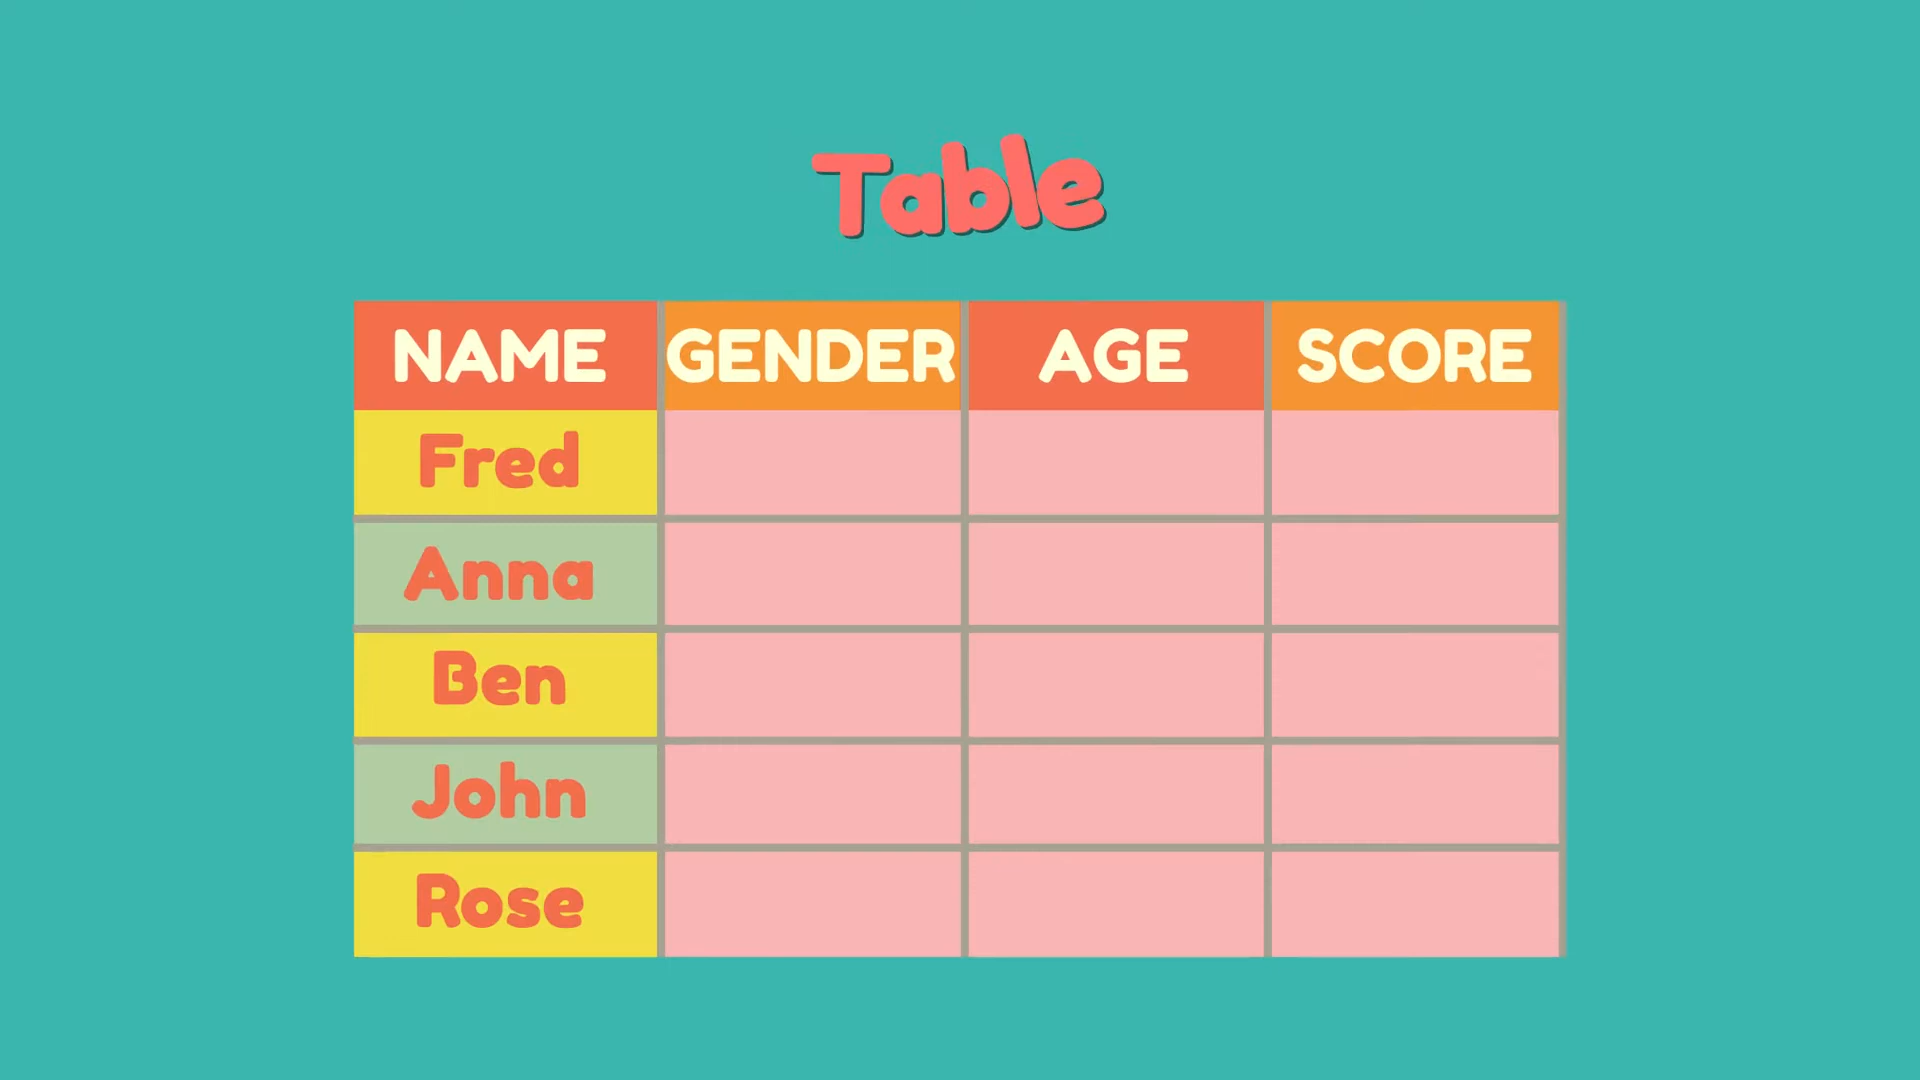 Table
NAME GENDER AGE SCORE
Fred
Anna
Ben
John
Rose